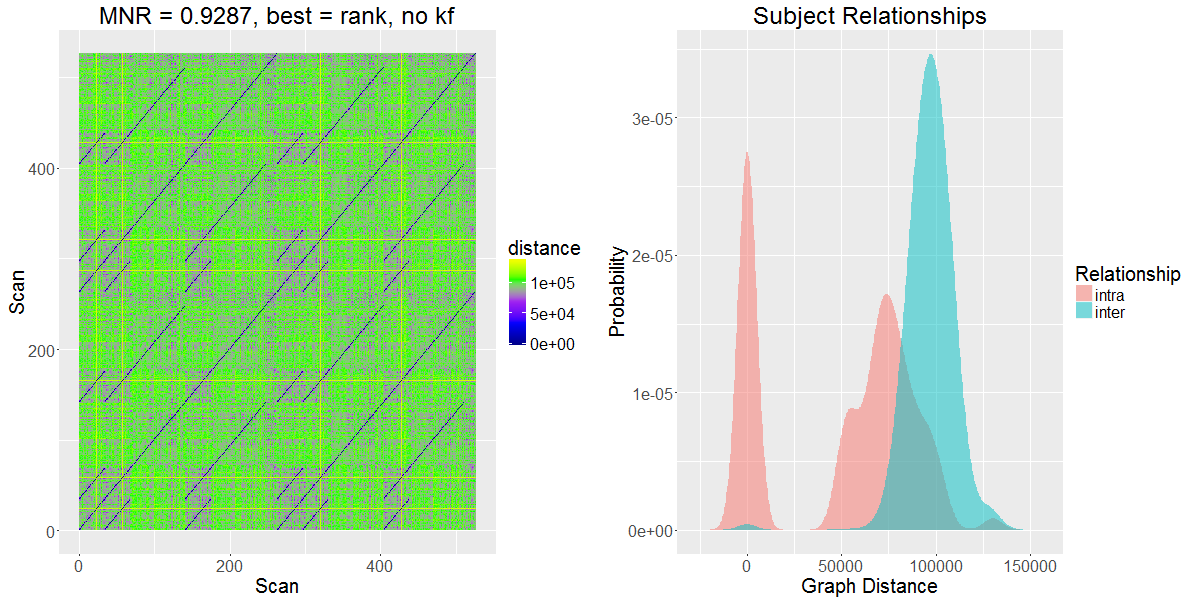 MNR = 0.9287, best = rank, no kf
Scan
400
200
0
0
200
400
Scan
distance
1e+05
5e+04
0e+00
Subject Relationships
Probability
3e-05
2e-05
1e-05
0e+00
0
50000
100000
150000
Graph Distance
Relationship
intra
inter